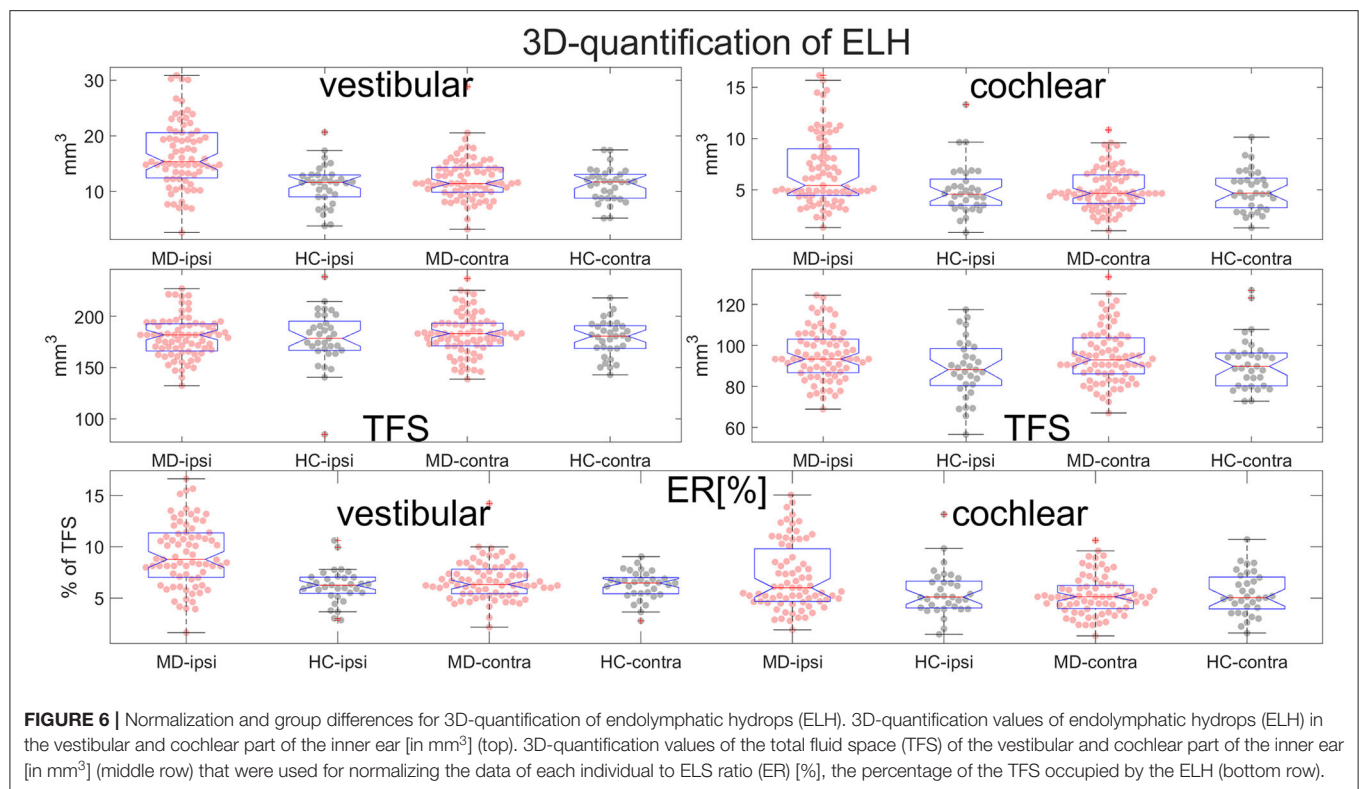 3D-quantification of ELH
vestibular
cochlear
30
20
10
0
mm³
15
10
5
0
mm³
MD-ipsi HC-ipsi MD-contra HC-contra
MD-ipsi HC-ipsi MD-contra HC-contra
200
150
100
mm³
TFS
120
100
80
60
mm³
TFS
MD-ipsi HC-ipsi MD-contra HC-contra
MD-ipsi HC-ipsi MD-contra HC-contra
ER[%]
vestibular
cochlear
15
10
5
% of TFS
MD-ipsi HC-ipsi MD-contra HC-contra MD-ipsi HC-ipsi MD-contra HC-contra
FIGURE 6 | Normalization and group differences for 3D-quantification of endolymphatic hydrops (ELH). 3D-quantification values of endolymphatic hydrops (ELH) in
the vestibular and cochlear part of the inner ear [in mm³] (top). 3D-quantification values of the total fluid space (TFS) of the vestibular and cochlear part of the inner ear
[in mm³] (middle row) that were used for normalizing the data of each individual to ELS ratio (ER) [%], the percentage of the TFS occupied by the ELH (bottom row).